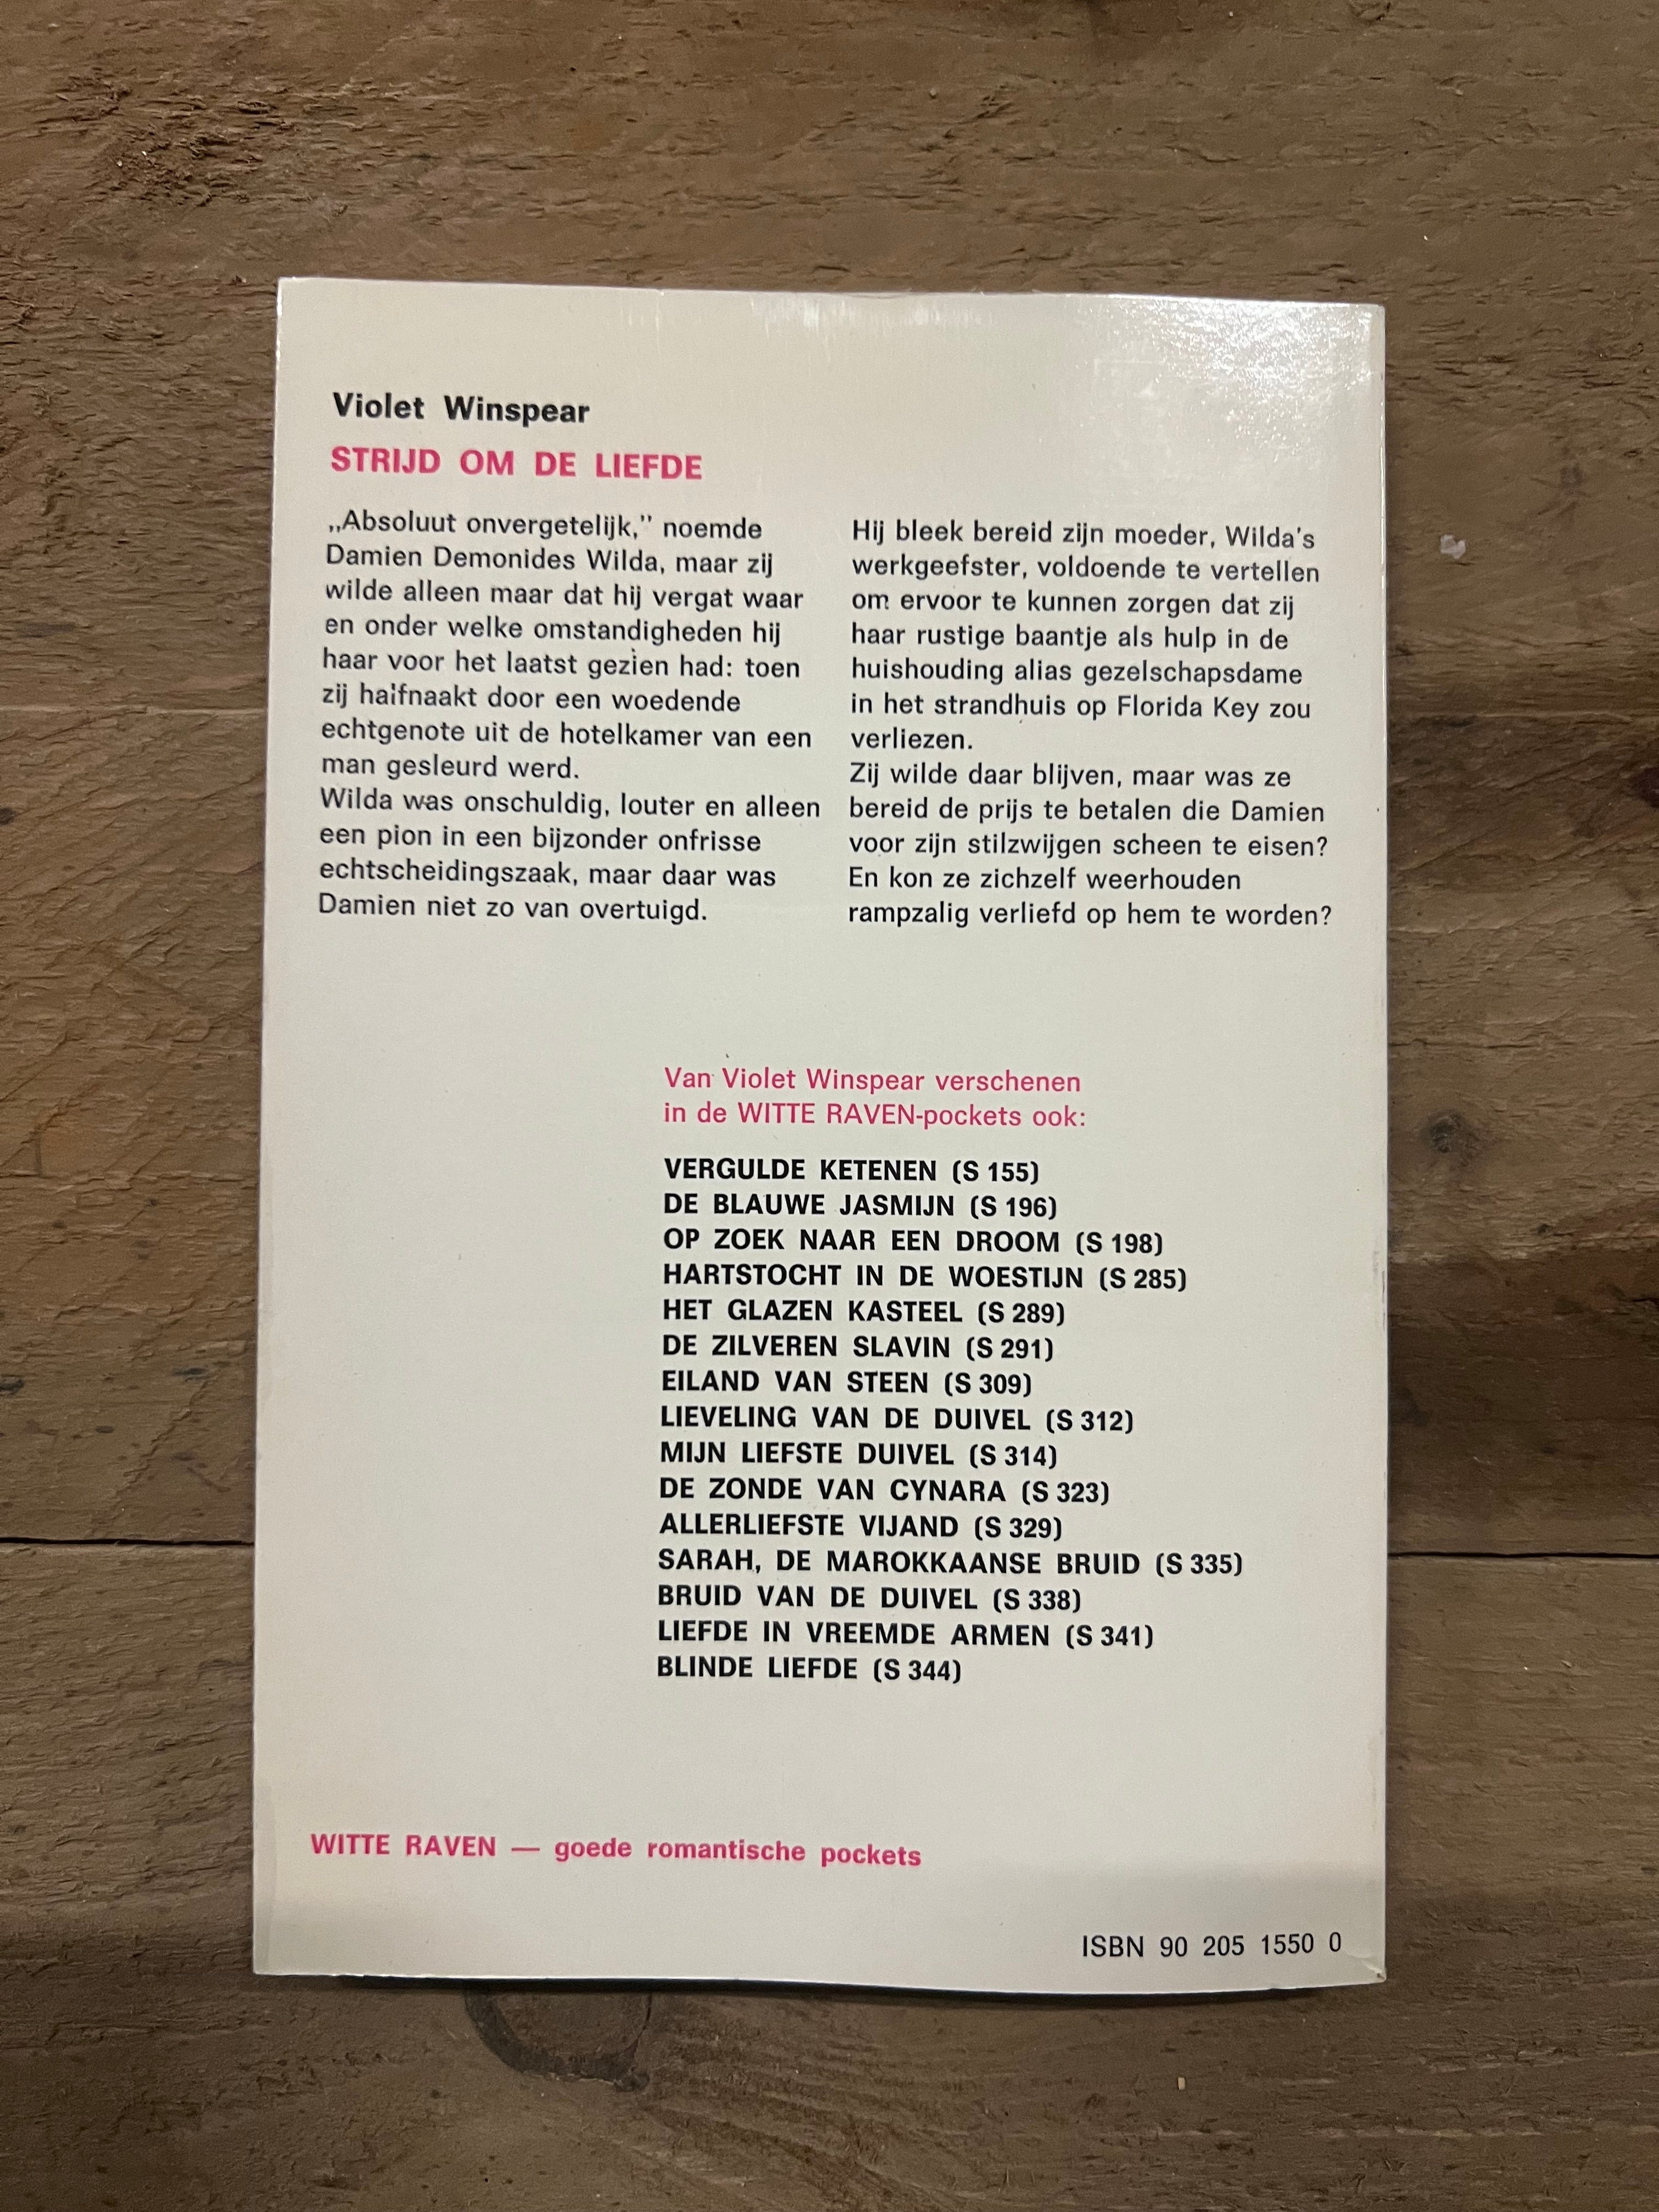 Violet Winspear
STRIJD OM DE LIEFDE
,,Absoluut onvergetelijk,'' noemde
Damien Demonides Wilda, maar zij
wilde alleen maar dat hij vergat waar
en onder welke omstandigheden hij
haar voor het laatst gezien had: toen
zij halfnaakt door een woedende
echtgenote uit de hotelkamer van een
man gesleurd werd.
Wilda was onschuldig, louter en alleen
een pion in een bijzonder onfrisse
echtscheidingszaak, maar daar was
Damien niet zo van overtuigd.
Hij bleek bereid zijn moeder, Wilda's
werkgeefster, voldoende te vertellen
om ervoor te kunnen zorgen dat zij
haar rustige baantje als hulp in de
huishouding alias gezelschapsdame
in het strandhuis op Florida Key zou
verliezen.
Zij wilde daar blijven, maar was ze
bereid de prijs te betalen die Damien
voor zijn stilzwijgen scheen te eisen?
En kon ze zichzelf weerhouden
rampzalig verliefd op hem te worden?
Van Violet Winspear verschenen
in de WITTE RAVEN-pockets ook:
VERGULDE KETENEN (S 155)
DE BLAUWE JASMIJN (S 196)
OP ZOEK NAAR EEN DROOM (S 198)
HARTSTOCHT IN DE WOESTIJN (S 285)
HET GLAZEN KASTEEL (S 289)
DE ZILVEREN SLAVIN (S 291)
EILAND VAN STEEN (S 309)
LIEVELING VAN DE DUIVEL (S 312)
MIJN LIEFSTE DUIVEL (S 314)
DE ZONDE VAN CYNARA (S 323)
ALLERLIEFSTE VIJAND (S 329)
SARAH, DE MAROKKAANSE BRUID (S 335)
BRUID VAN DE DUIVEL (S 338)
LIEFDE IN VREEMDE ARMEN (S 341)
BLINDE LIEFDE (S 344)
WITTE RAVEN — goede romantische pockets
ISBN 90 205 1550 0